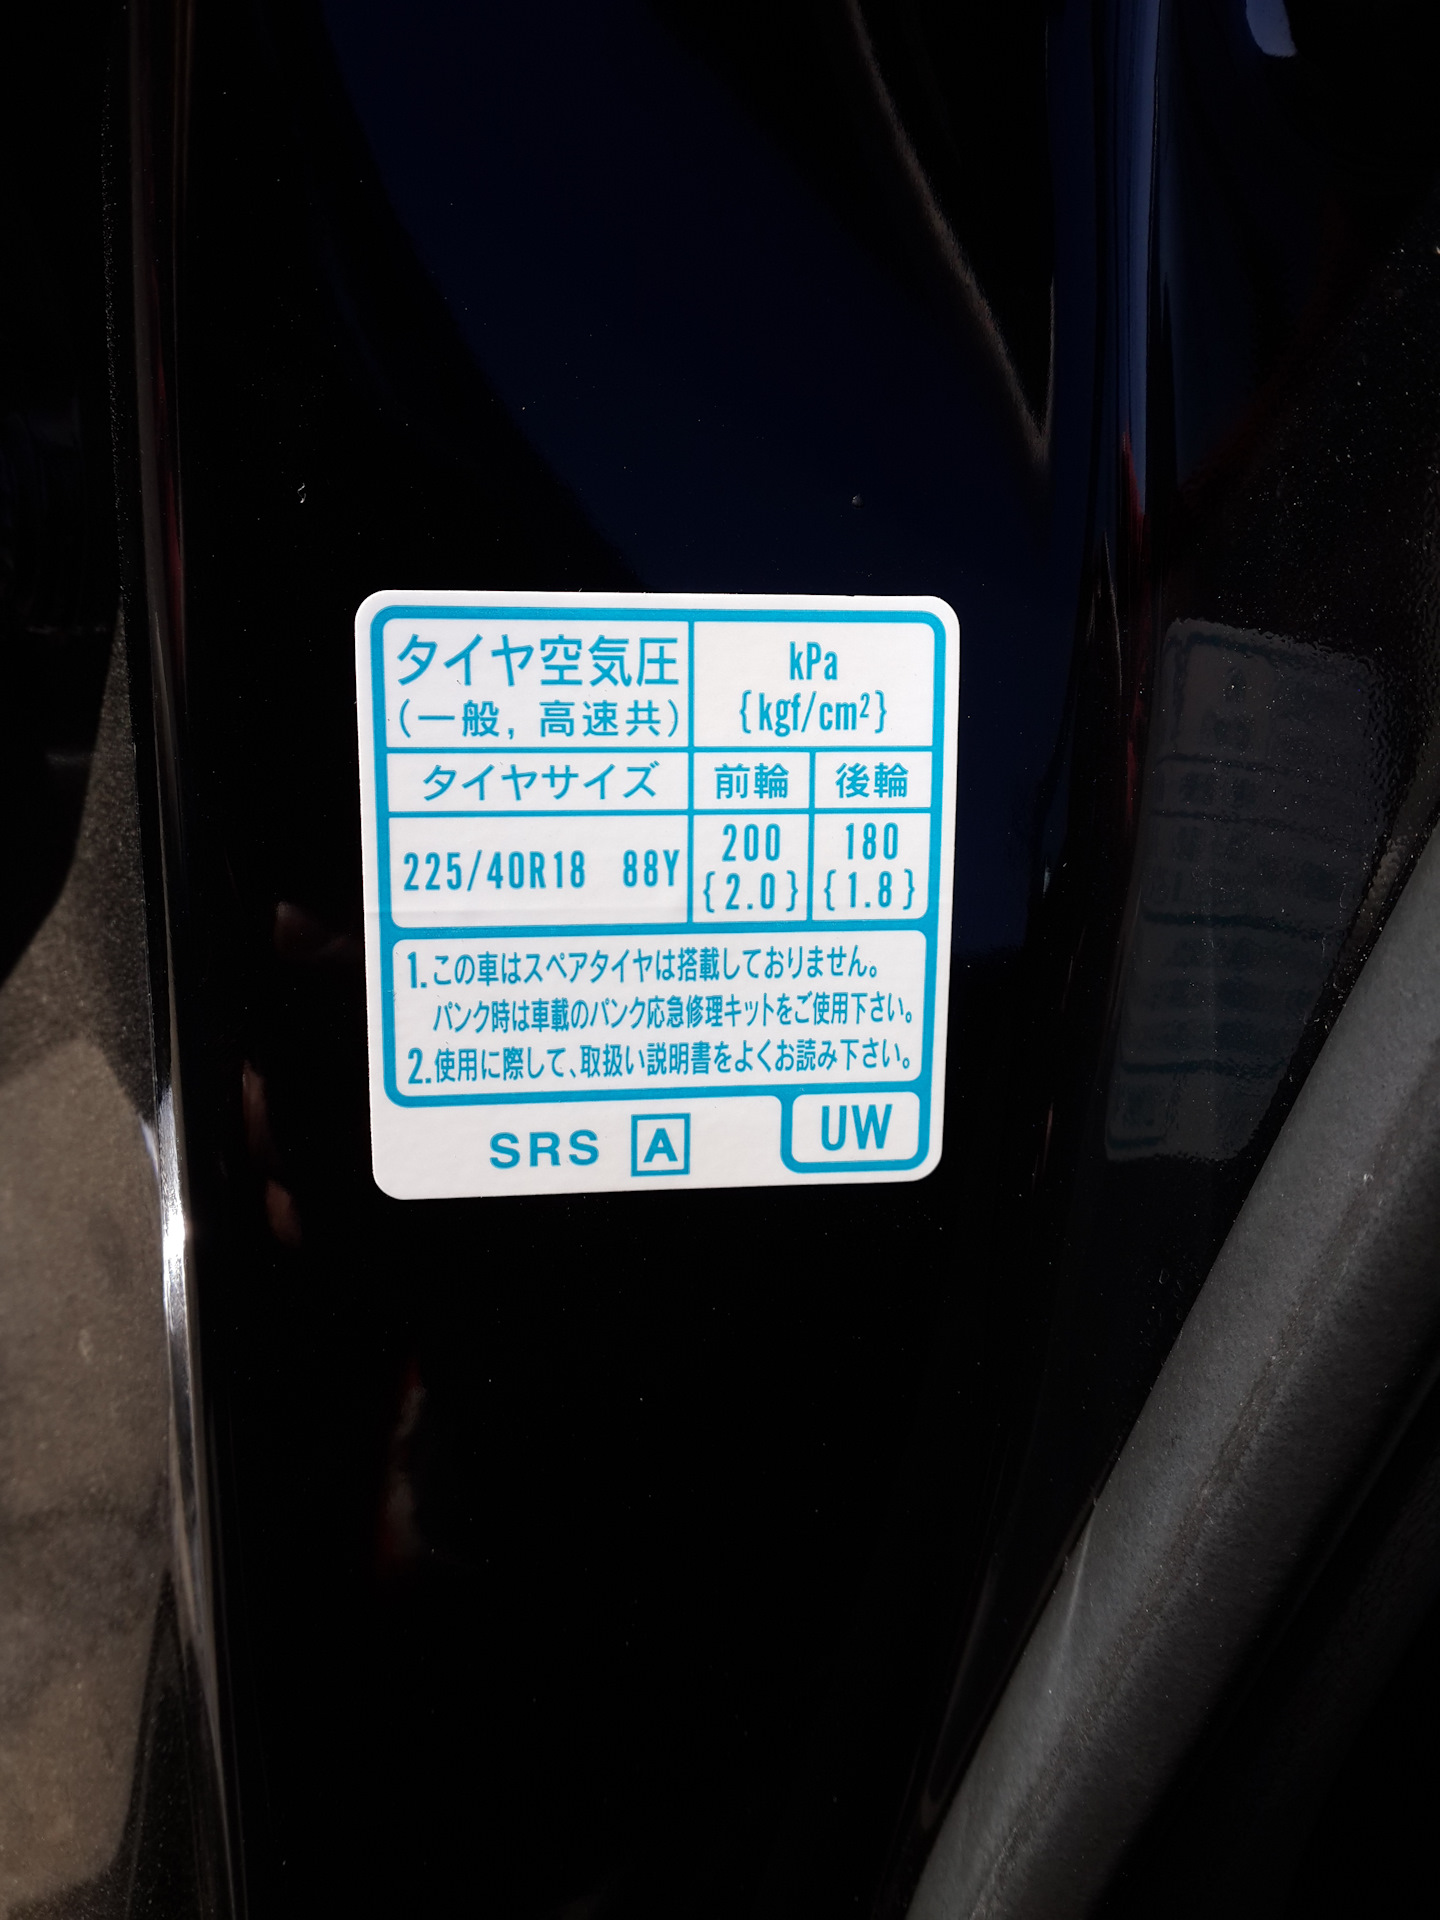 タイヤ空気圧
(一般, 高速共)
kPa
{kgf/cm²}
タイヤサイズ 前輪 後輪
225/40R18 88Y 200 {2.0} 180 {1.8}
1.この車はスペアタイヤは搭載しておりません。
パンク時は車載のパンク応急修理キットをご使用下さい。
2.使用に際して、取扱い説明書をよくお読み下さい。
SRS A UW